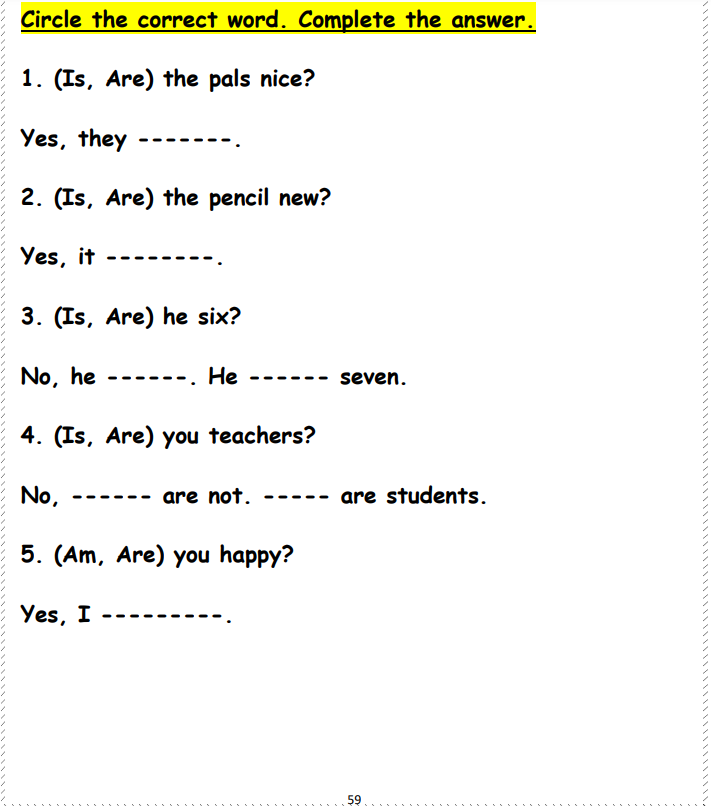 Circle the correct word. Complete the answer.
1. (Is, Are) the pals nice?
Yes, they -------.
2. (Is, Are) the pencil new?
Yes, it --------.
3. (Is, Are) he six?
No, he ------. He ------ seven.
4. (Is, Are) you teachers?
No, ------ are not. ----- are students.
5. (Am, Are) you happy?
Yes, I ---------.
59